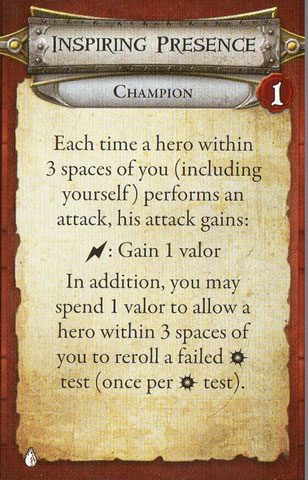 INSPIRING PRESENCE
CHAMPION
1
Each time a hero within
3 spaces of you (including
yourself) performs an
attack, his attack gains:
: Gain 1 valor
In addition, you may
spend 1 valor to allow a
hero within 3 spaces of
you to reroll a failed
test (once per test).